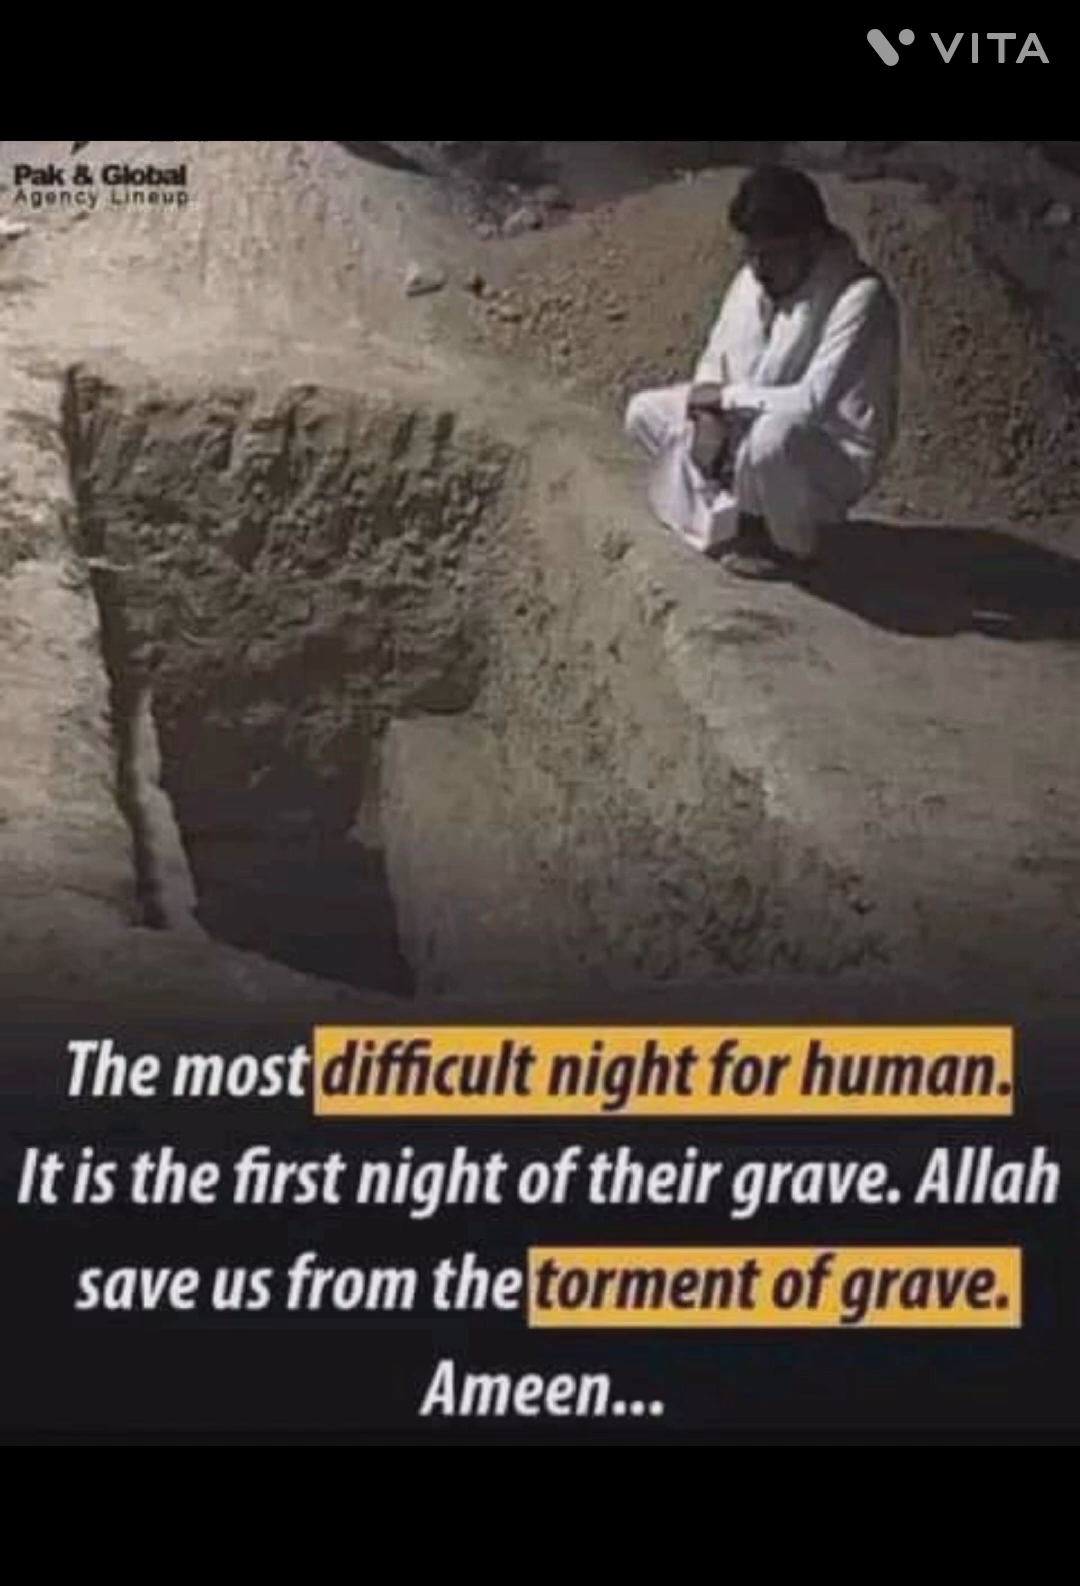 VITA
Pak & Global
Agency Lineup
The most difficult night for human.
It is the first night of their grave. Allah
save us from the torment of grave.
Ameen...